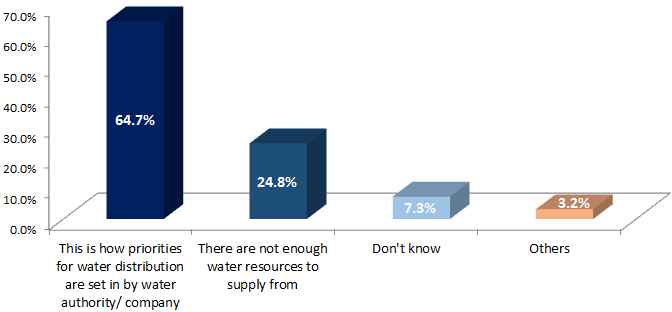 70.0%
60.0%
50.0%
40.0%
30.0%
20.0%
10.0%
0.0%
64.7%
24.8%
7.3%
3.2%
This is how priorities
for water distribution
are set in by water
authority/ company
There are not enough
water resources to
supply from
Don't know
Others